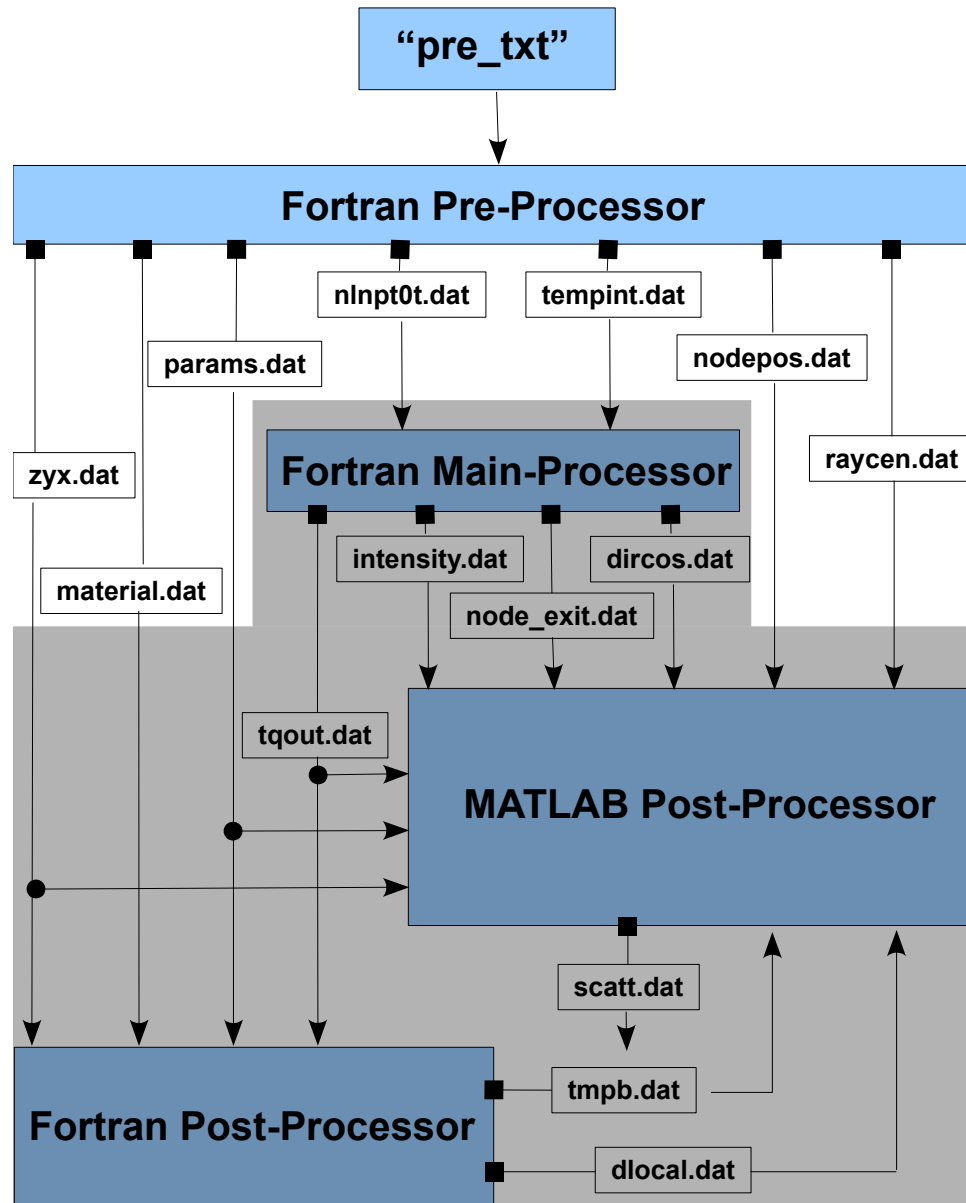 “pre_txt”
Fortran Pre-Processor
nlnpt0t.dat
tempint.dat
params.dat
nodepos.dat
zyx.dat
Fortran Main-Processor
raycen.dat
intensity.dat
dircos.dat
material.dat
node_exit.dat
tqout.dat
MATLAB Post-Processor
scatt.dat
tmpb.dat
Fortran Post-Processor
dlocal.dat